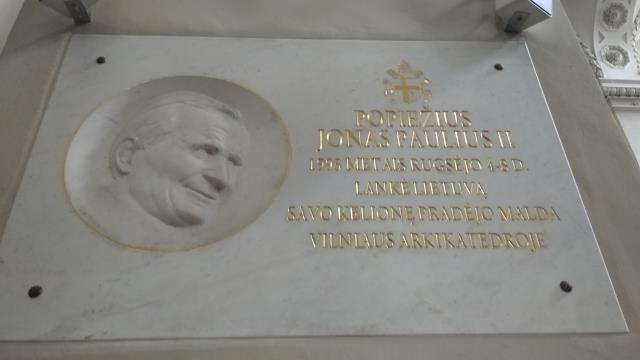 POPIEŽIUS
JONAS PAULIUS II
1993 METAIS RUGSĖJO 4-8 D.
LANKĖ LIETUVĄ
SAVO KELIONĘ PRADĖJO MALDA
VILNIAUS ARKIKATEDROJE